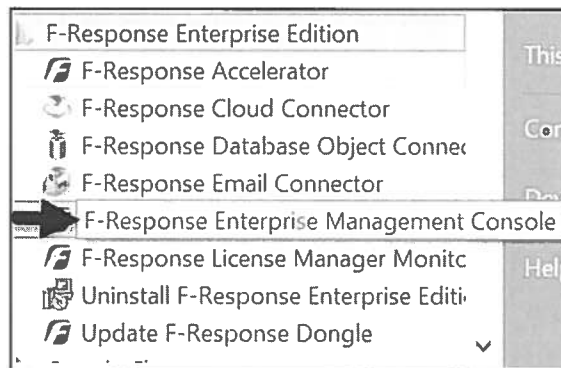 F-Response Enterprise Edition
This
F-Response Accelerator
F-Response Cloud Connector
Co
F-Response Database Object Connec
F-Response Email Connector
F-Response Enterprise Management Console
F-Response License Manager Monitc
Help
Uninstall F-Response Enterprise Editi
Update F-Response Dongle